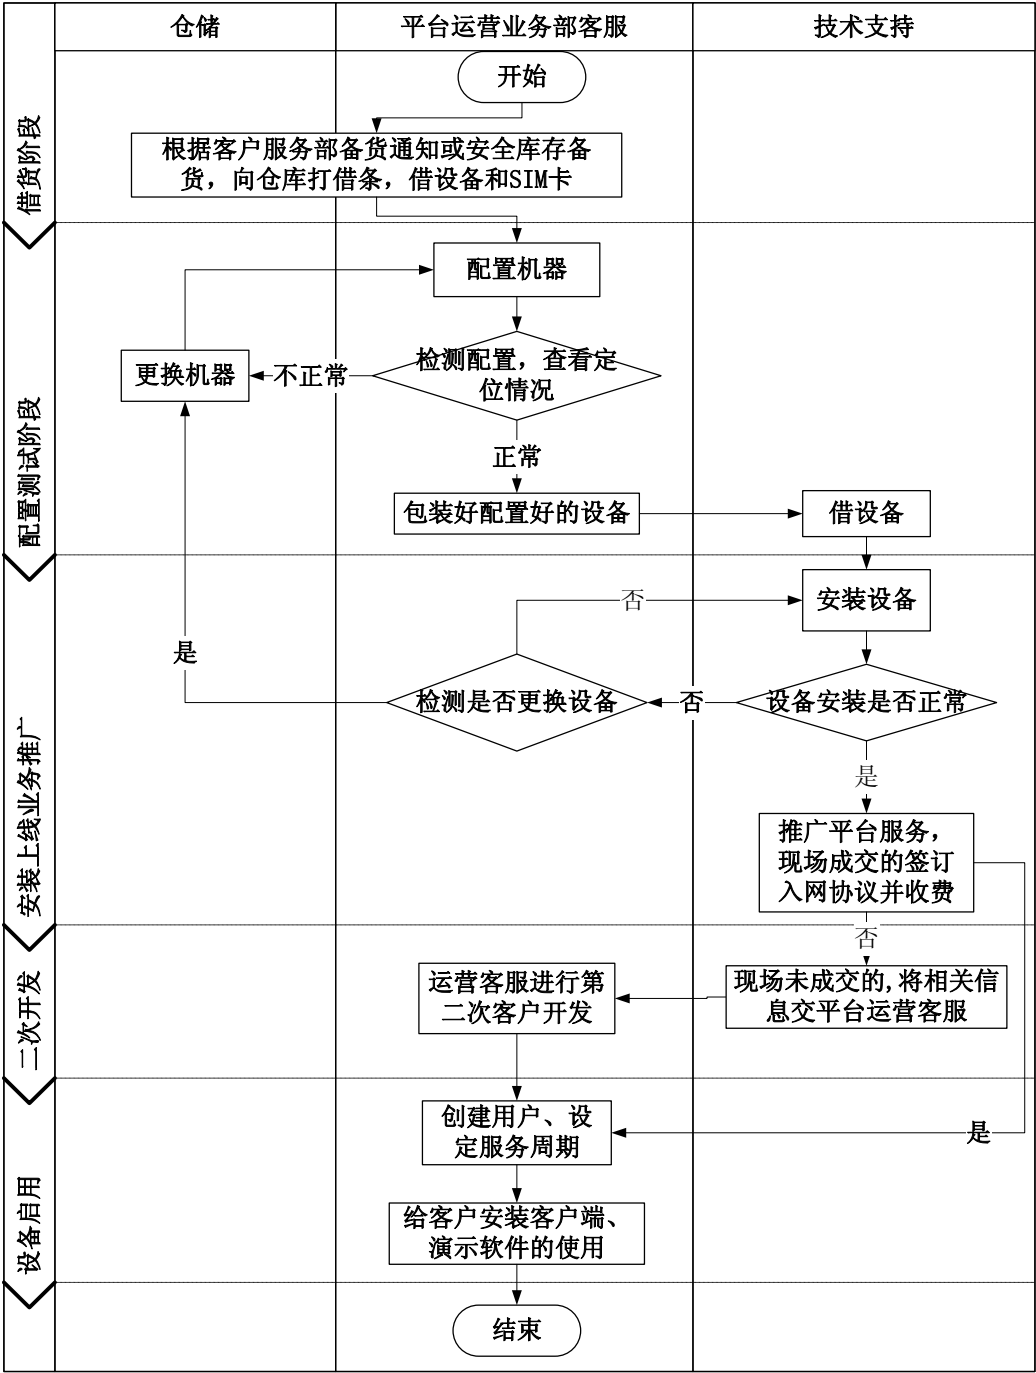 仓储
平台运营业务部客服
技术支持
借货阶段
开始
根据客户服务部备货通知或安全库存备
货，向仓库打借条，借设备和SIM卡
配置测试阶段
配置机器
检测配置，查看定
位情况
不正常
更换机器
正常
包装好配置好的设备
借设备
安装上线业务推广
安装设备
否
是
检测是否更换设备
否
设备安装是否正常
是
推广平台服务，
现场成交的签订
入网协议并收费
否
二次开发
运营客服进行第
二次客户开发
现场未成交的,将相关信
息交平台运营客服
设备启用
创建用户、设
定服务周期
是
给客户安装客户端、
演示软件的使用
结束